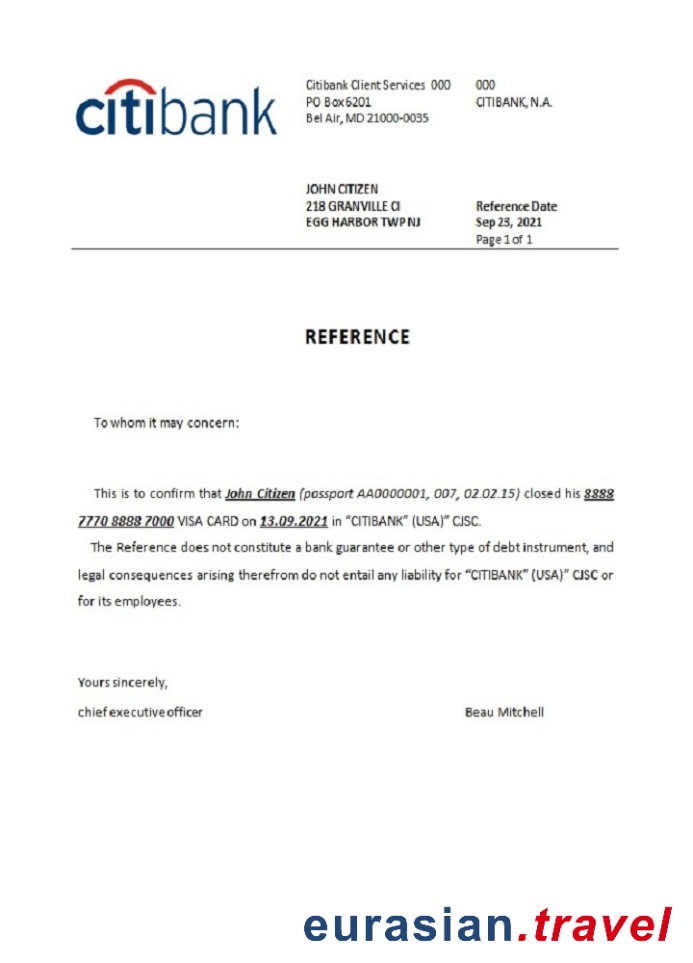 citibank
Citibank Client Services 000
PO Box 6201
Bel Air, MD 21000-0035
000
CITIBANK, N.A.
JOHN CITIZEN
218 GRANVILLE CI
EGG HARBOR TWP NJ
Reference Date
Sep 23, 2021
Page 1 of 1
REFERENCE
To whom it may concern:
This is to confirm that John Citizen (passport AA0000001, 007, 02.02.15) closed his 8888
7770 8888 7000 VISA CARD on 13.09.2021 in “CITIBANK” (USA)” CJSC.
The Reference does not constitute a bank guarantee or other type of debt instrument, and
legal consequences arising therefrom do not entail any liability for “CITIBANK” (USA)” CJSC or
for its employees.
Yours sincerely,
chief executive officer Beau Mitchell
eurasian.travel